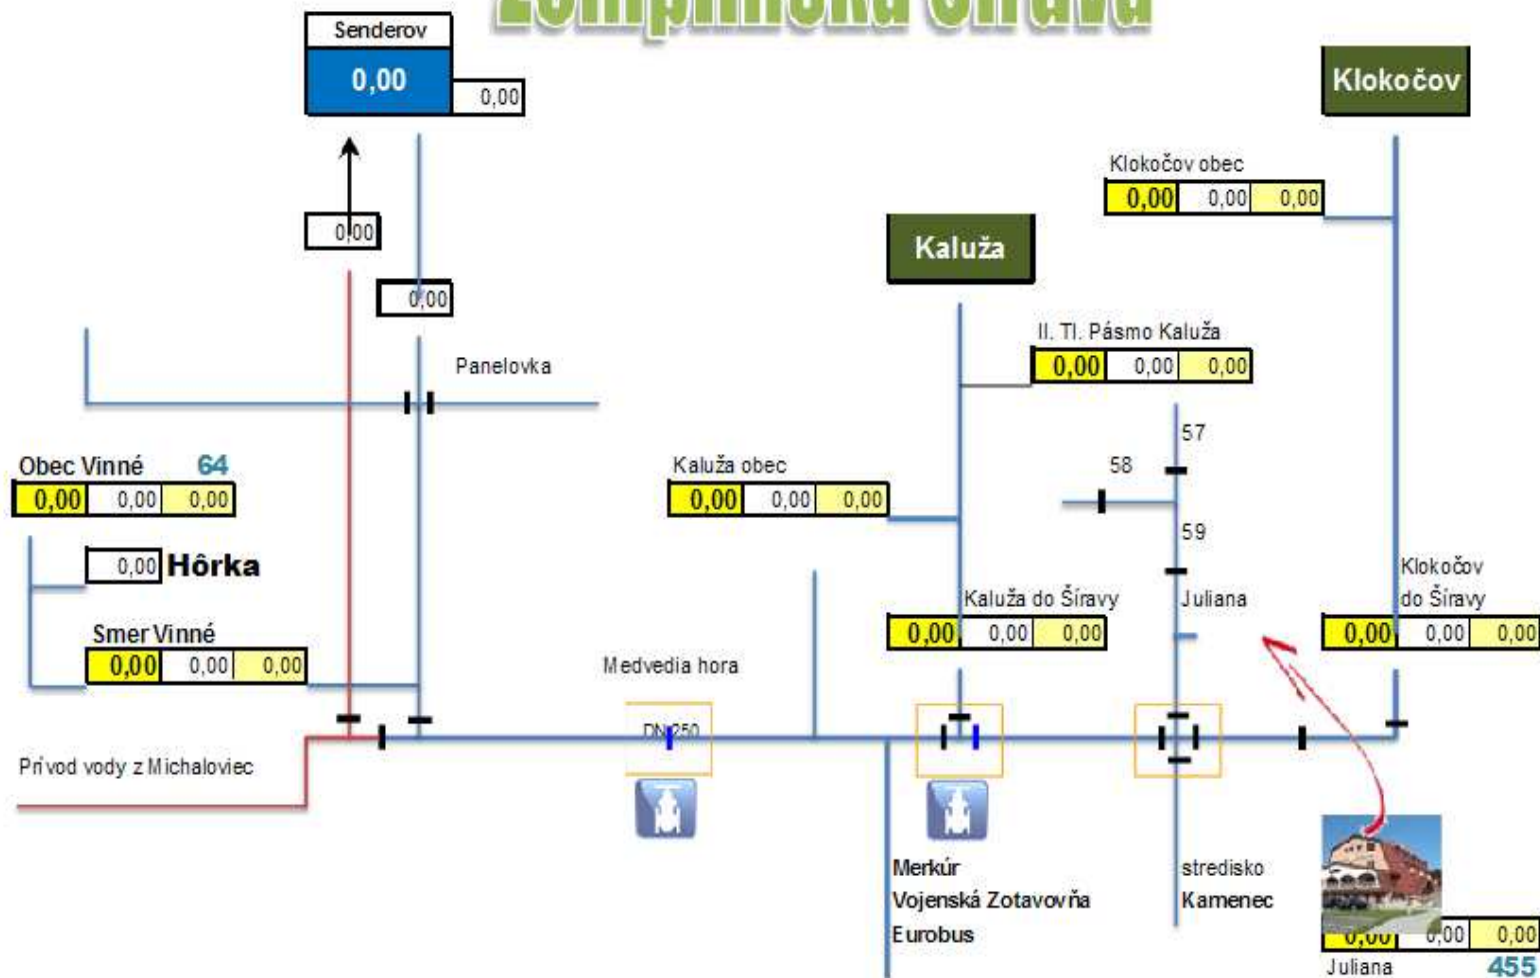 Zemplínska šírava
Senderov
0,00
0,00
Klokočov
Klokočov obec
0,00 0,00 0,00
0,00
Kaluža
0,00
II. Tl. Pásmo Kaluža
0,00 0,00 0,00
Panelovka
57
Obec Vinné 64
0,00 0,00 0,00
Kaluža obec
0,00 0,00 0,00
58
59
0,00 Hôrka
Klokočov
do Šíravy
0,00 0,00 0,00
Kaluža do Šíravy
0,00 0,00 0,00
Juliana
Smer Vinné
0,00 0,00 0,00
Medvedia hora
DN 250
Prívod vody z Michaloviec
Merkúr
Vojenská Zotavovňa
Eurobus
stredisko
Kamenec
0,00 0,00 0,00
Juliana 455